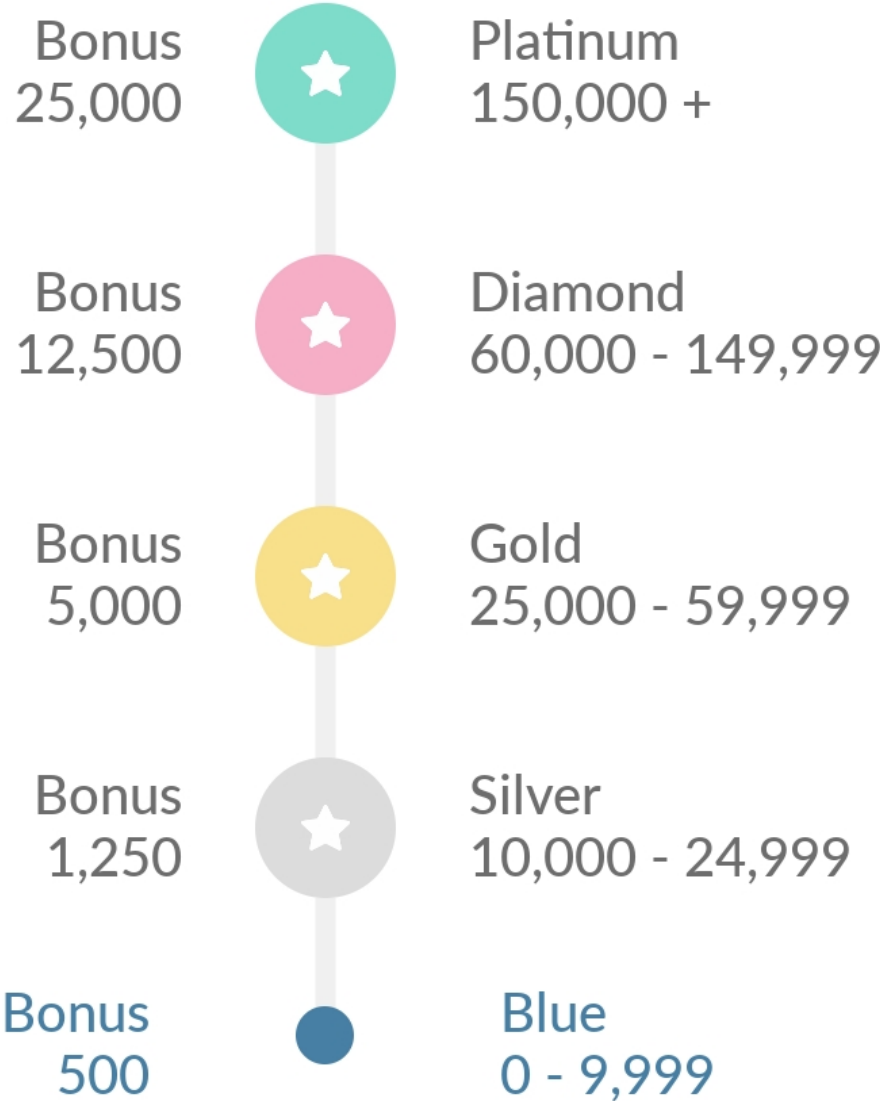 Bonus
25,000
Platinum
150,000 +
Bonus
12,500
Diamond
60,000 - 149,999
Bonus
5,000
Gold
25,000 - 59,999
Bonus
1,250
Silver
10,000 - 24,999
Bonus
500
Blue
0 - 9,999